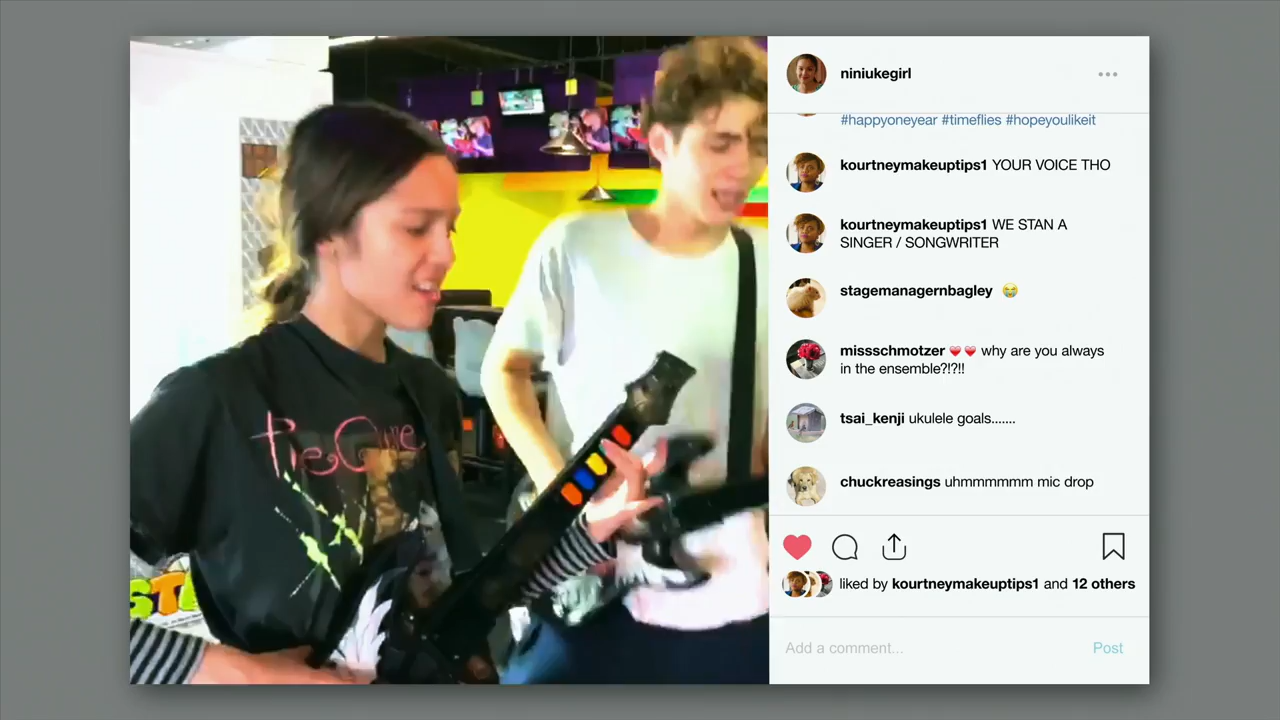 niniukegirl
#happyoneyear #timeflies #hopeyoulikeit
kourtneymakeuptips1 YOUR VOICE THO
kourtneymakeuptips1 WE STAN A
SINGER / SONGWRITER
stagemanagernbagley 😂
missschmotzer ❤️❤️ why are you always
in the ensemble?!?!!
tsai_kenji ukulele goals.......
chuckreasings uhmmmmmm mic drop
liked by kourtneymakeuptips1 and 12 others
Add a comment...
Post
The Cure